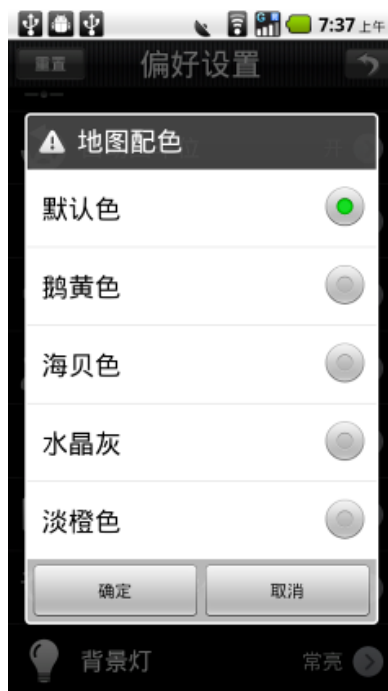 7:37 上午
重置 偏好设置
地图配色
默认色
鹅黄色
海贝色
水晶灰
淡橙色
确定 取消
背景灯 常亮